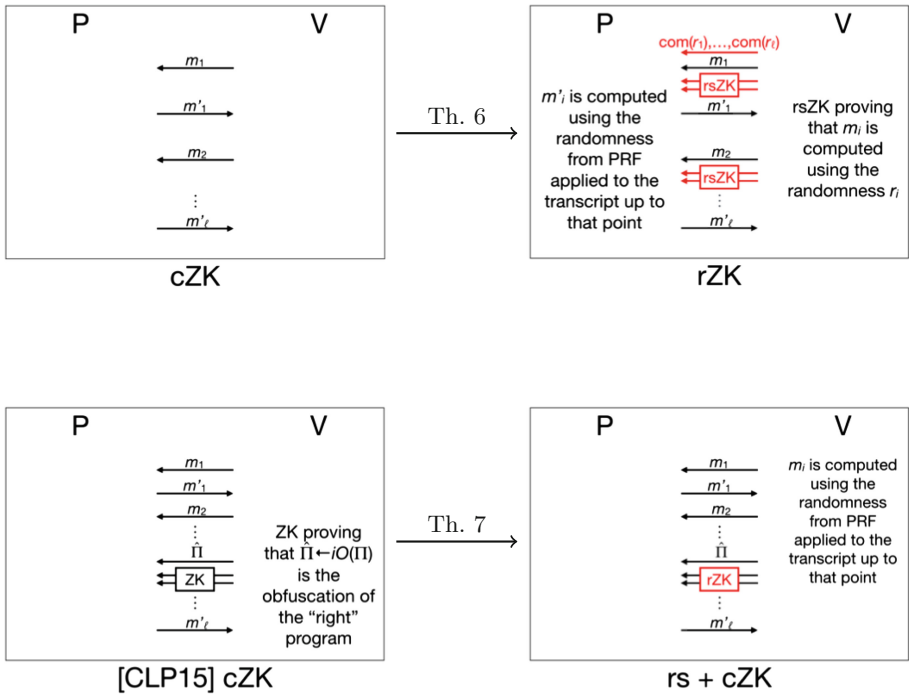 P V
m₁
m'₁
m₂
⋮
m'ℓ
cZK
Th. 6
P V
com(r₁),...,com(rℓ)
m₁
rsZK
m'₁
m₂
rsZK
⋮
m'ℓ
m'ᵢ is computed
using the
randomness
from PRF
applied to the
transcript up to
that point
rsZK proving
that mᵢ is
computed
using the
randomness rᵢ
rZK
P V
m₁
m'₁
m₂
⋮
Π̂
ZK
⋮
m'ℓ
ZK proving
that Π̂←iO(Π)
is the
obfuscation of
the “right”
program
[CLP15] cZK
Th. 7
P V
m₁
m'₁
m₂
⋮
Π̂
rZK
⋮
m'ℓ
mᵢ is computed
using the
randomness
from PRF
applied to the
transcript up to
that point
rs + cZK